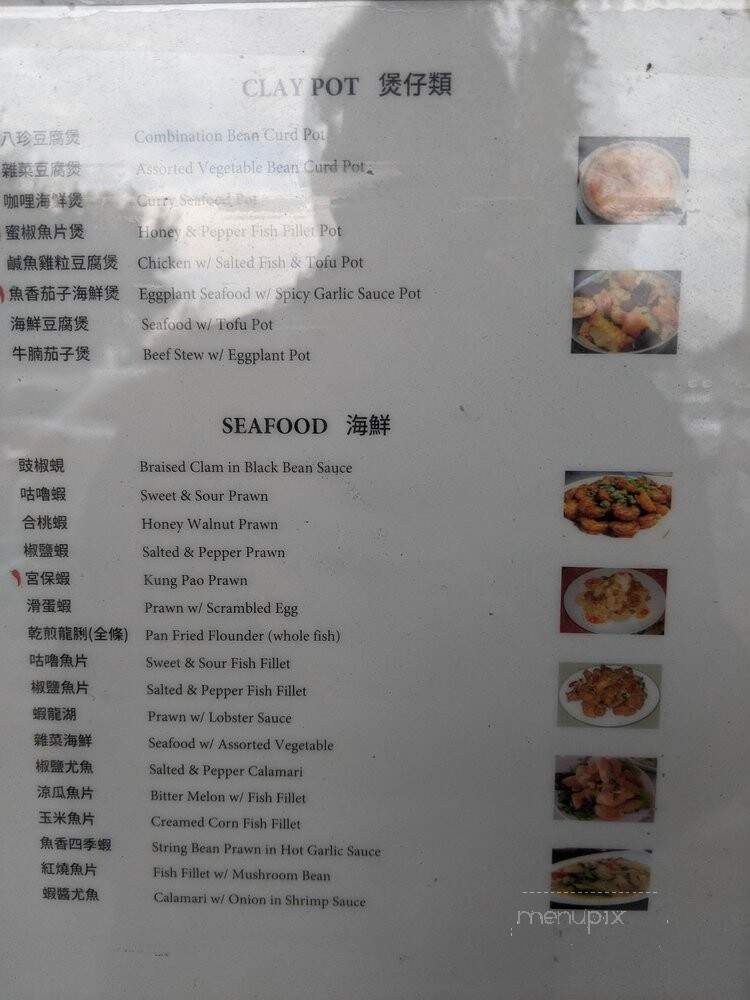 CLAY POT 煲仔類
八珍豆腐煲 Combination Bean Curd Pot
雜菜豆腐煲 Assorted Vegetable Bean Curd Pot
咖哩海鮮煲 Curry Seafood Pot
蜜椒魚片煲 Honey & Pepper Fish Fillet Pot
鹹魚雞粒豆腐煲 Chicken w/ Salted Fish & Tofu Pot
魚香茄子海鮮煲 Eggplant Seafood w/ Spicy Garlic Sauce Pot
海鮮豆腐煲 Seafood w/ Tofu Pot
牛腩茄子煲 Beef Stew w/ Eggplant Pot
SEAFOOD 海鮮
豉椒蜆 Braised Clam in Black Bean Sauce
咕嚕蝦 Sweet & Sour Prawn
合桃蝦 Honey Walnut Prawn
椒鹽蝦 Salted & Pepper Prawn
宮保蝦 Kung Pao Prawn
滑蛋蝦 Prawn w/ Scrambled Egg
乾煎龍脷(全條) Pan Fried Flounder (whole fish)
咕嚕魚片 Sweet & Sour Fish Fillet
椒鹽魚片 Salted & Pepper Fish Fillet
蝦龍湖 Prawn w/ Lobster Sauce
雜菜海鮮 Seafood w/ Assorted Vegetable
椒鹽尤魚 Salted & Pepper Calamari
涼瓜魚片 Bitter Melon w/ Fish Fillet
玉米魚片 Creamed Corn Fish Fillet
魚香四季蝦 String Bean Prawn in Hot Garlic Sauce
紅燒魚片 Fish Fillet w/ Mushroom Bean
蝦醬尤魚 Calamari w/ Onion in Shrimp Sauce
menupix